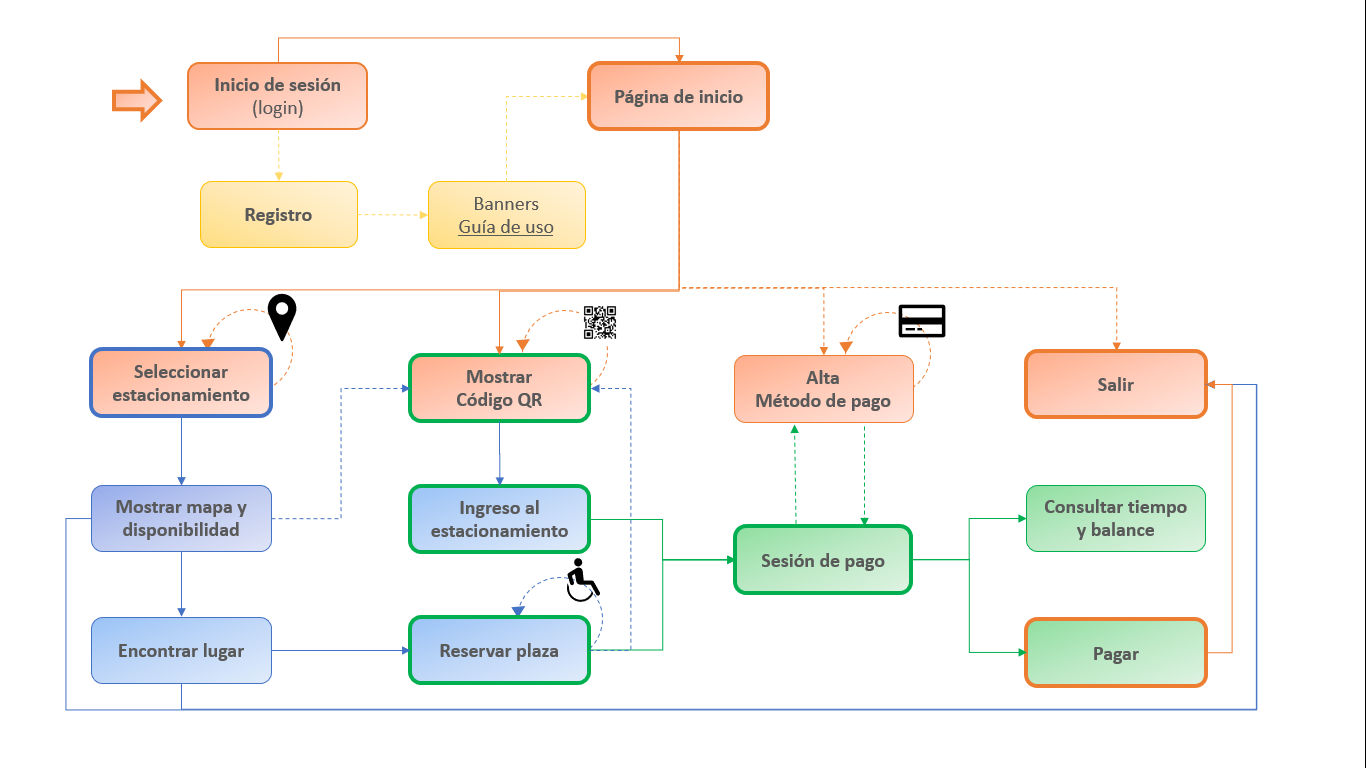 Inicio de sesión
(login)
Página de inicio
Registro
Banners
Guía de uso
Seleccionar
estacionamiento
Mostrar
Código QR
Alta
Método de pago
Salir
Mostrar mapa y
disponibilidad
Ingreso al
estacionamiento
Sesión de pago
Consultar tiempo
y balance
Encontrar lugar
Reservar plaza
Pagar